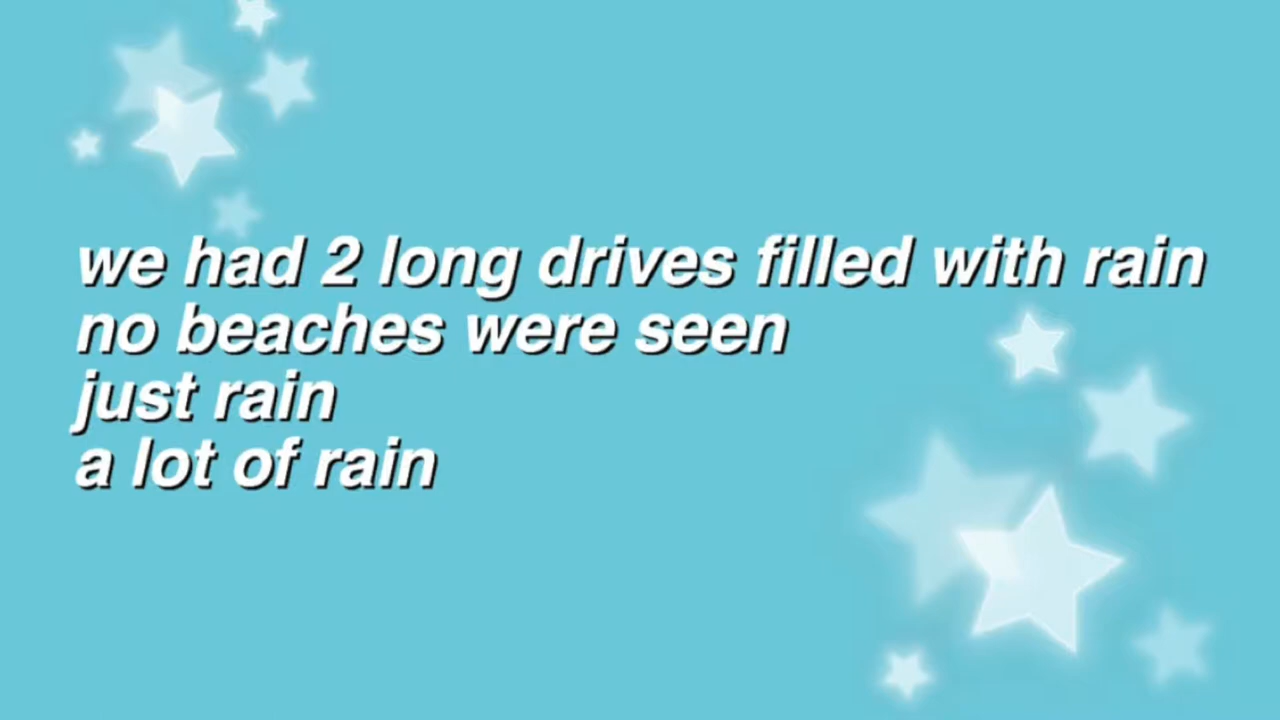 we had 2 long drives filled with rain
no beaches were seen
just rain
a lot of rain